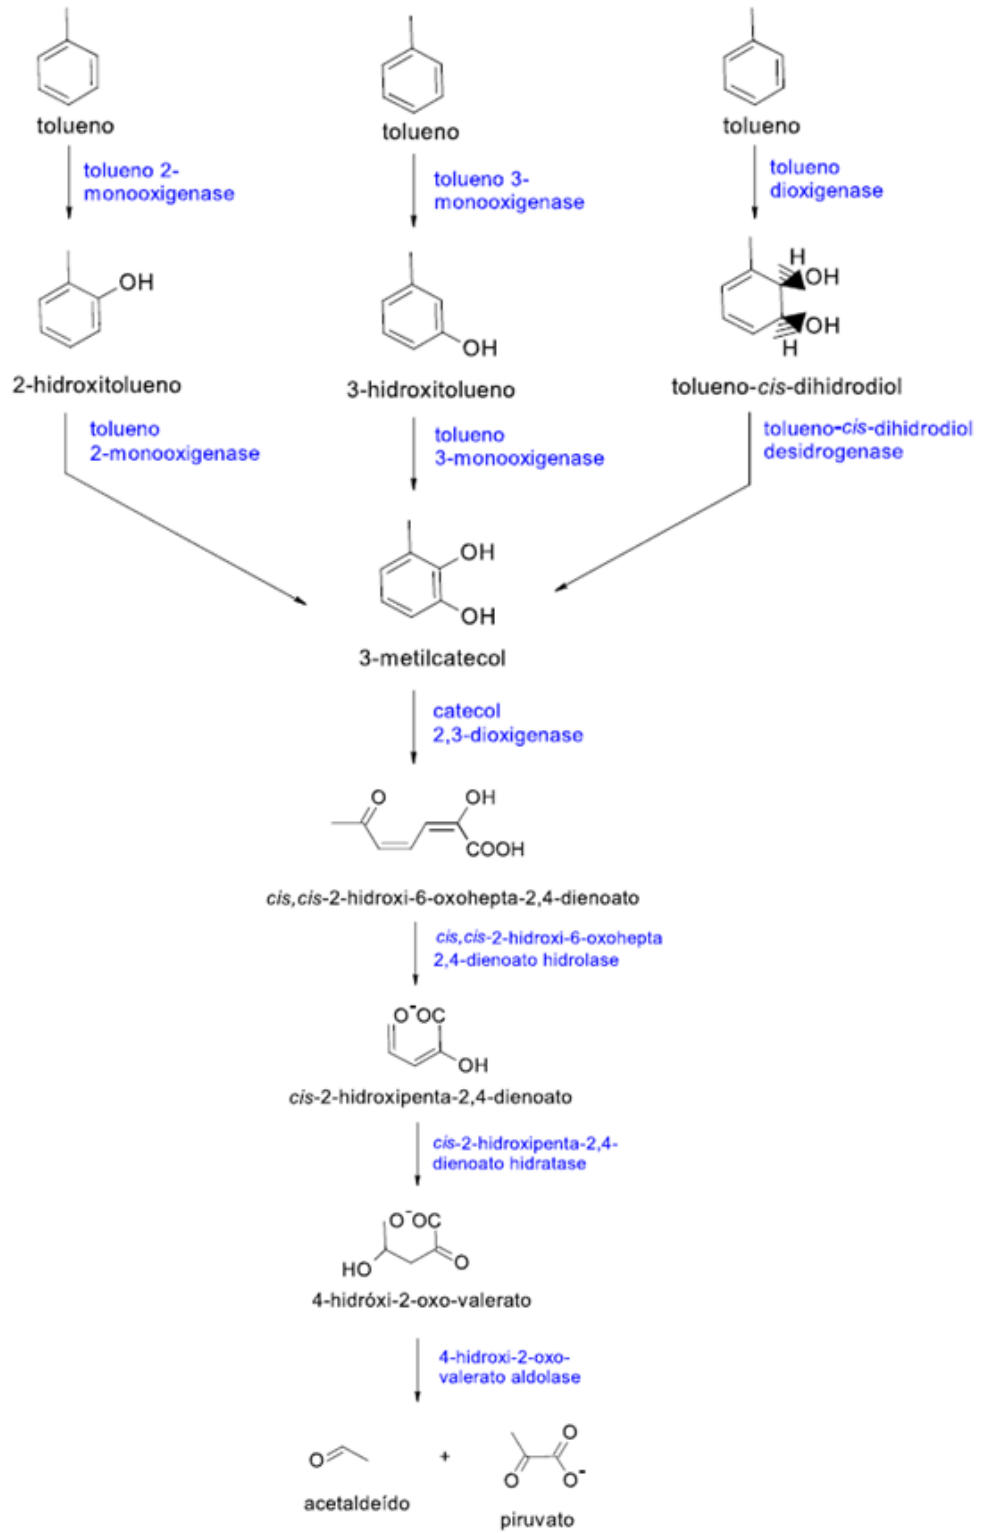 tolueno
tolueno
tolueno
tolueno 2-
monooxigenase
tolueno 3-
monooxigenase
tolueno
dioxigenase
OH
OH
H
OH
OH
H
2-hidroxitolueno
3-hidroxitolueno
tolueno-cis-dihidrodiol
tolueno
2-monooxigenase
tolueno
3-monooxigenase
tolueno-cis-dihidrodiol
desidrogenase
OH
OH
3-metilcatecol
catecol
2,3-dioxigenase
O
OH
COOH
cis,cis-2-hidroxi-6-oxohepta-2,4-dienoato
cis,cis-2-hidroxi-6-oxohepta
2,4-dienoato hidrolase
O-OC
OH
cis-2-hidroxipenta-2,4-dienoato
cis-2-hidroxipenta-2,4-
dienoato hidratase
O-OC
HO
O
4-hidróxi-2-oxo-valerato
4-hidroxi-2-oxo-
valerato aldolase
O
+
O
O
O-
acetaldeído
piruvato